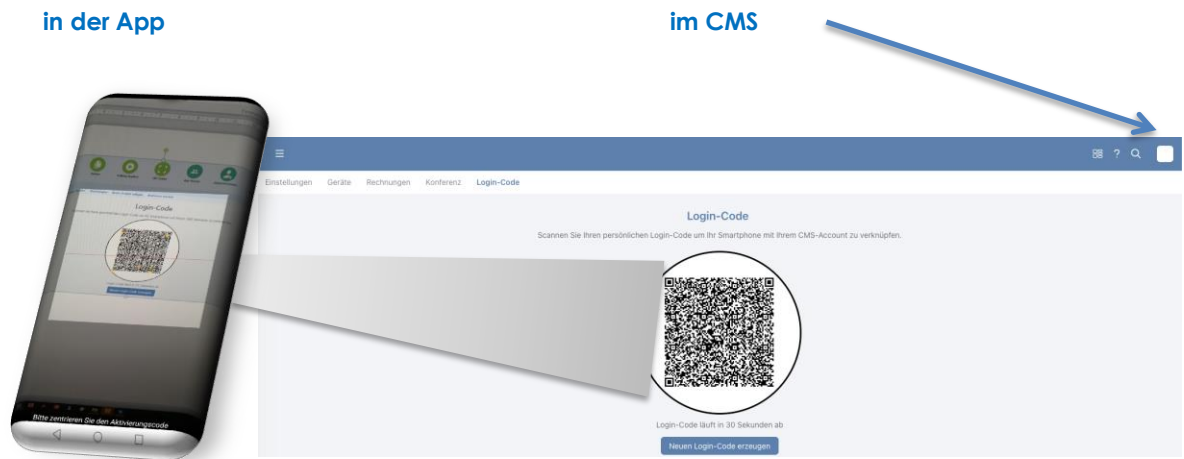 in der App
im CMS
?
Einstellungen Geräte Rechnungen Konferenz Login-Code
Login-Code
Scannen Sie Ihren persönlichen Login-Code um Ihr Smartphone mit Ihrem CMS-Account zu verknüpfen.
Login-Code läuft in 30 Sekunden ab
Neuen Login-Code erzeugen
Login-Code
Bitte zentrieren Sie den Aktivierungscode